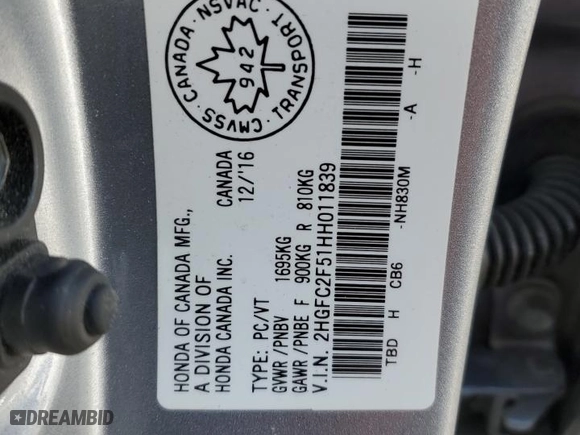 CMVSS · CANADA · NSVAC · TRANSPORT
942
HONDA OF CANADA MFG.,
A DIVISION OF
HONDA CANADA INC.
CANADA
12/'16
TYPE: PC/VT
GVWR /PNBV 1695KG
GAWR /PNBE F 900KG R 810KG
V.I.N. 2HGFC2F51HH011839
TBD H CB6 -NH830M -A -H
DREAMBID